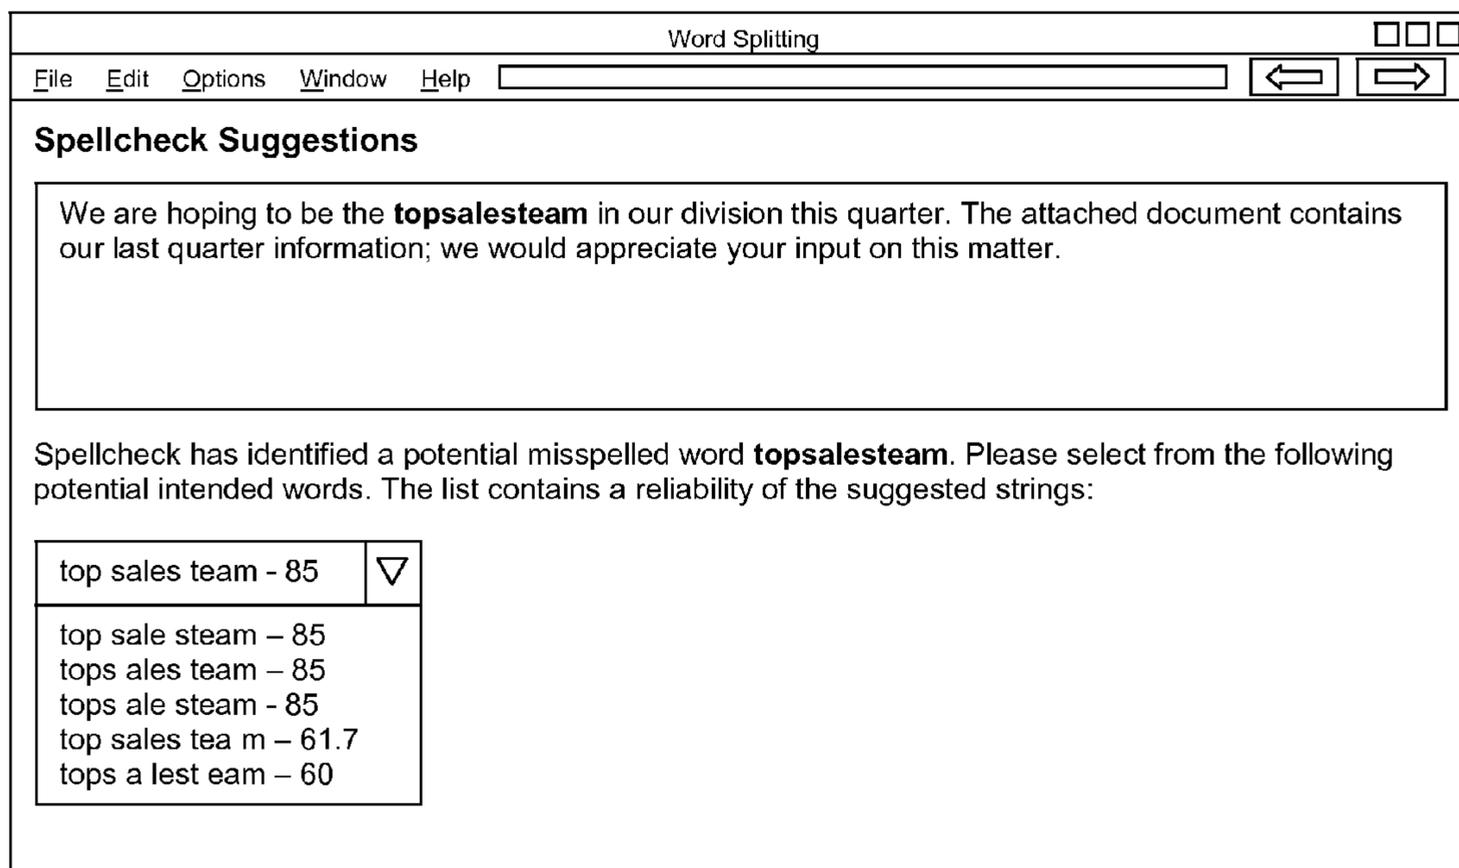 Word Splitting
File Edit Options Window Help
Spellcheck Suggestions
We are hoping to be the topsalesteam in our division this quarter. The attached document contains
our last quarter information; we would appreciate your input on this matter.
Spellcheck has identified a potential misspelled word topsalesteam. Please select from the following
potential intended words. The list contains a reliability of the suggested strings:
top sales team - 85
top sale steam – 85
tops ales team – 85
tops ale steam - 85
top sales tea m – 61.7
tops a lest eam – 60